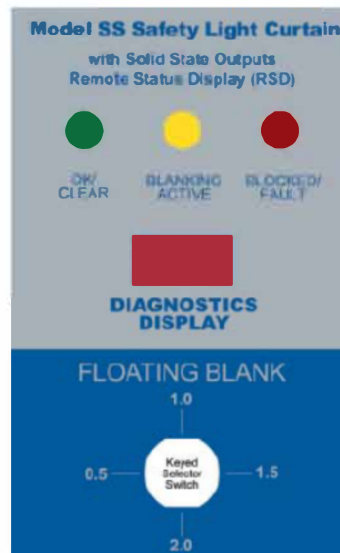 Model SS Safety Light Curtain
with Solid State Outputs
Remote Status Display (RSD)
OK/ BLANKING BLOCKED/
CLEAR ACTIVE FAULT
DIAGNOSTICS
DISPLAY
FLOATING BLANK
1.0
Keyed
0.5 Selector 1.5
Switch
2.0